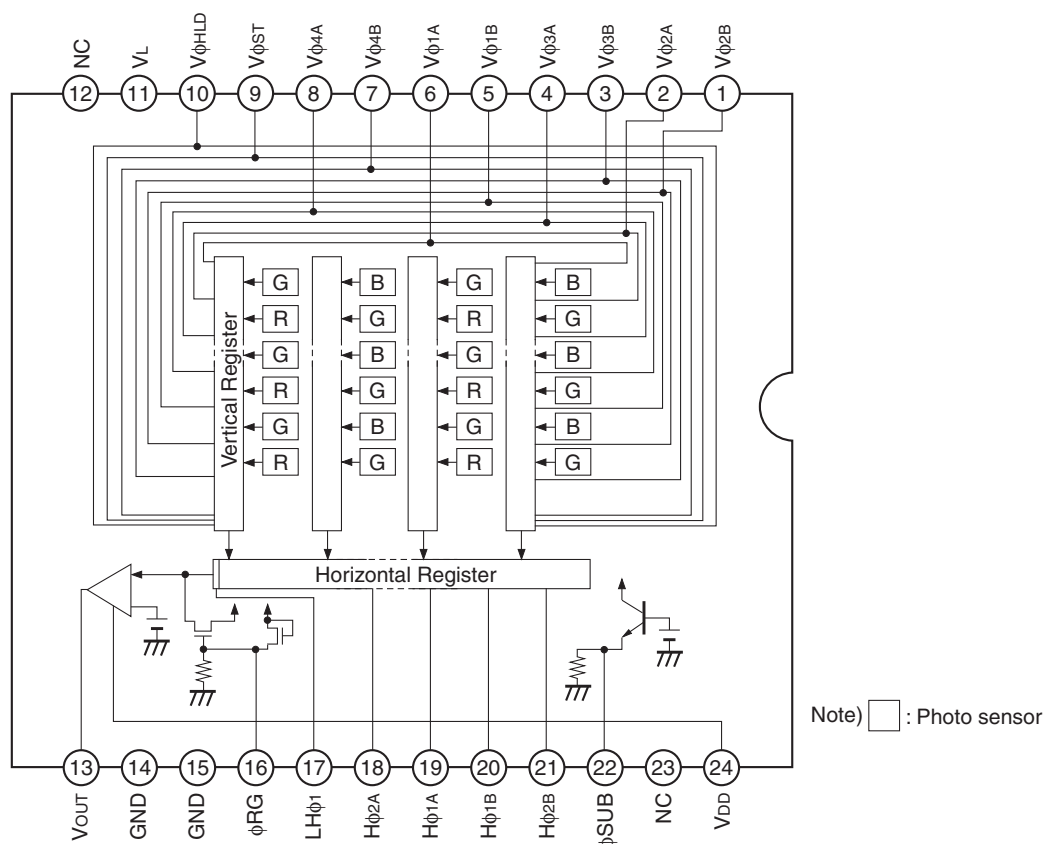 NC
VL
VϕHLD
VϕST
Vϕ4A
Vϕ4B
Vϕ1A
Vϕ1B
Vϕ3A
Vϕ3B
Vϕ2A
Vϕ2B
12 11 10 9 8 7 6 5 4 3 2 1
Vertical Register
G B G B
R G R G
G B G B
R G R G
G B G B
R G R G
Horizontal Register
Note) : Photo sensor
13 14 15 16 17 18 19 20 21 22 23 24
VOUT
GND
GND
ϕRG
LHϕ1
Hϕ2A
Hϕ1A
Hϕ1B
Hϕ2B
ϕSUB
NC
VDD